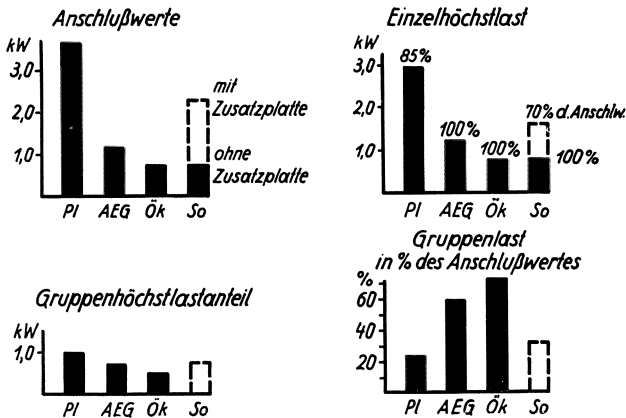 Anschlußwerte
kW
3,0
2,0
1,0
mit
Zusatzplatte
ohne
Zusatzplatte
Pl AEG Ök So
Einzelhöchstlast
kW
3,0
2,0
1,0
85%
100%
100%
70% d. Anschlw.
100%
Pl AEG Ök So
Gruppenhöchstlastanteil
kW
1,0
Pl AEG Ök So
Gruppenlast
in % des Anschlußwertes
%
60
40
20
Pl AEG Ök So